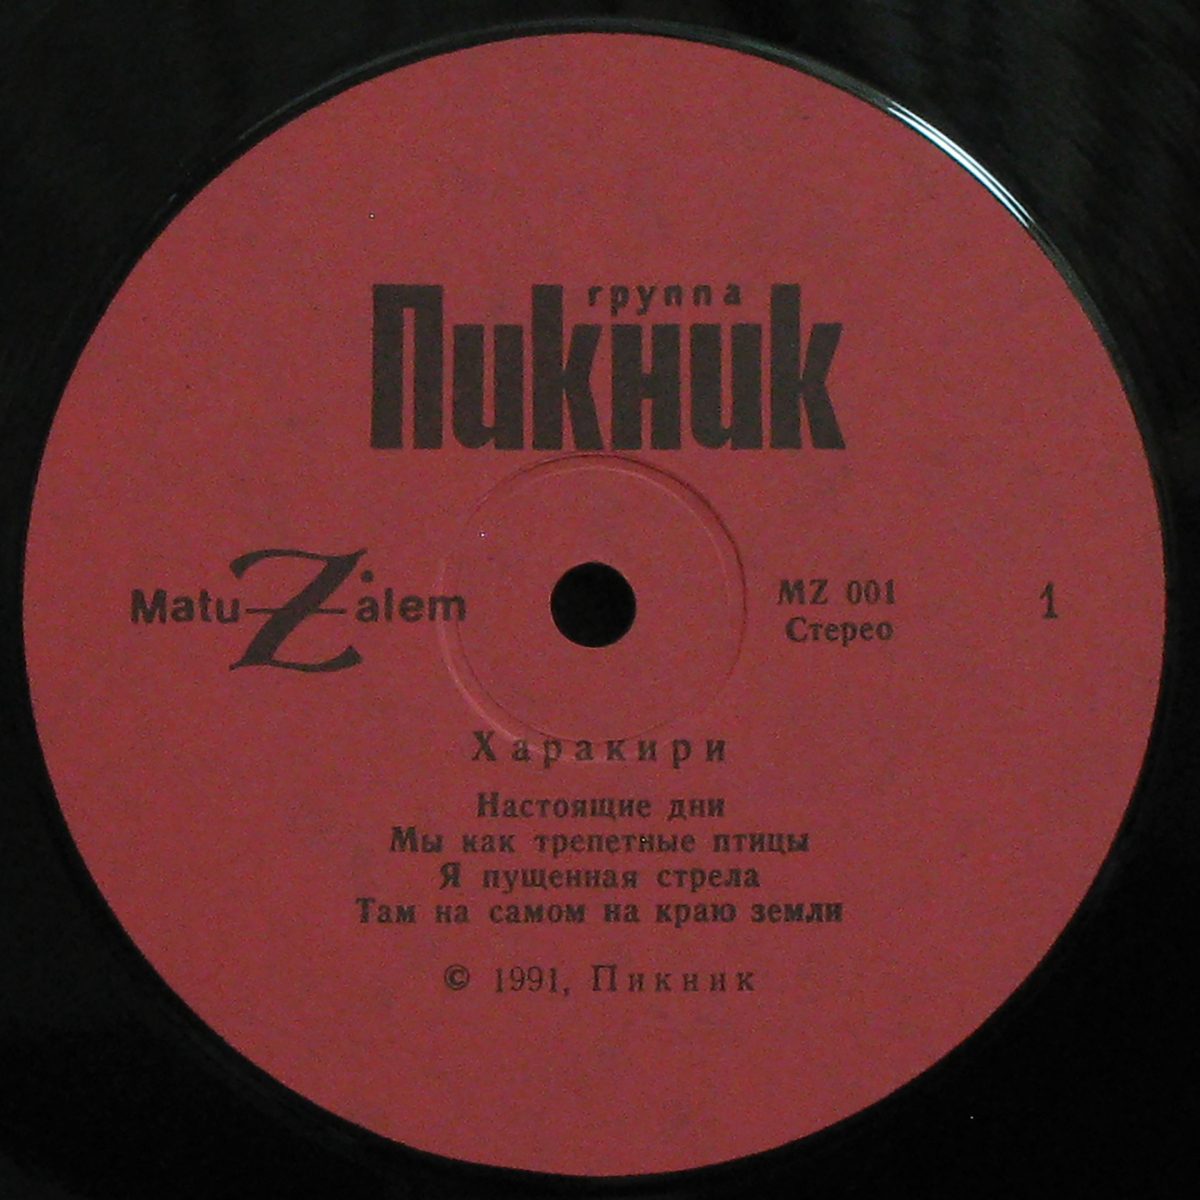 группа
Пикник
MatuZalem
MZ 001
Стерео
1
Харакири
Настоящие дни
Мы как трепетные птицы
Я пущенная стрела
Там на самом на краю земли
© 1991, Пикник